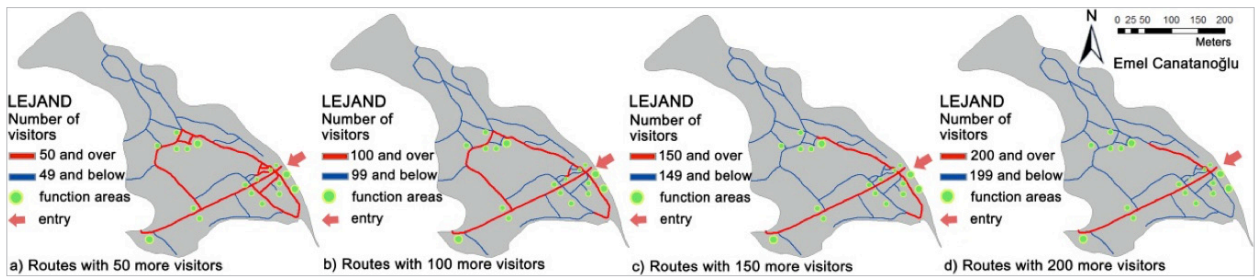 LEJAND
Number of
visitors
50 and over
49 and below
function areas
entry
a) Routes with 50 more visitors
LEJAND
Number of
visitors
100 and over
99 and below
function areas
entry
b) Routes with 100 more visitors
LEJAND
Number of
visitors
150 and over
149 and below
function areas
entry
c) Routes with 150 more visitors
N
0 25 50 100 150 200
Meters
Emel Canatanoğlu
LEJAND
Number of
visitors
200 and over
199 and below
function areas
entry
d) Routes with 200 more visitors